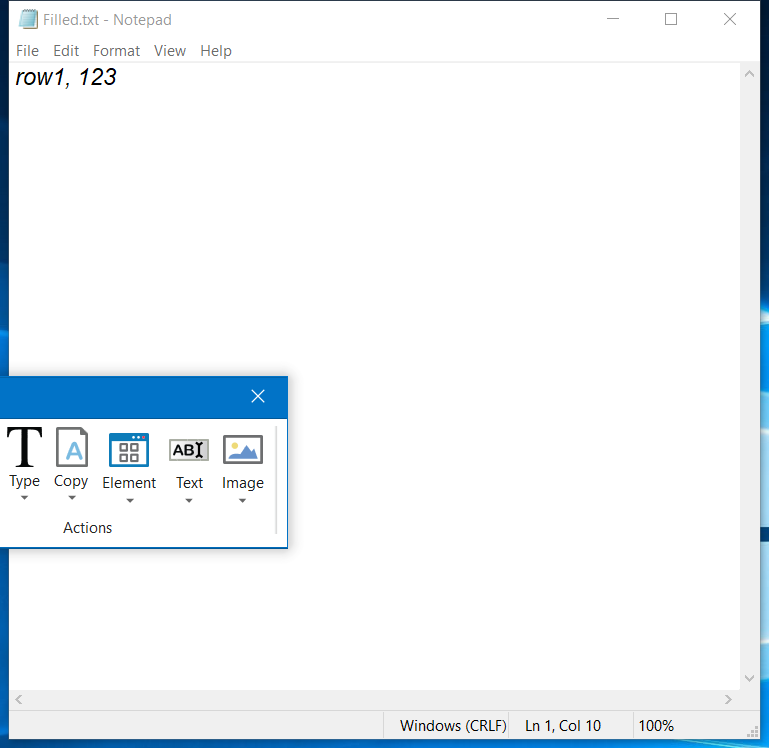 Filled.txt - Notepad
File Edit Format View Help
row1, 123
T A ABI
Type Copy Element Text Image
Actions
Windows (CRLF) Ln 1, Col 10 100%